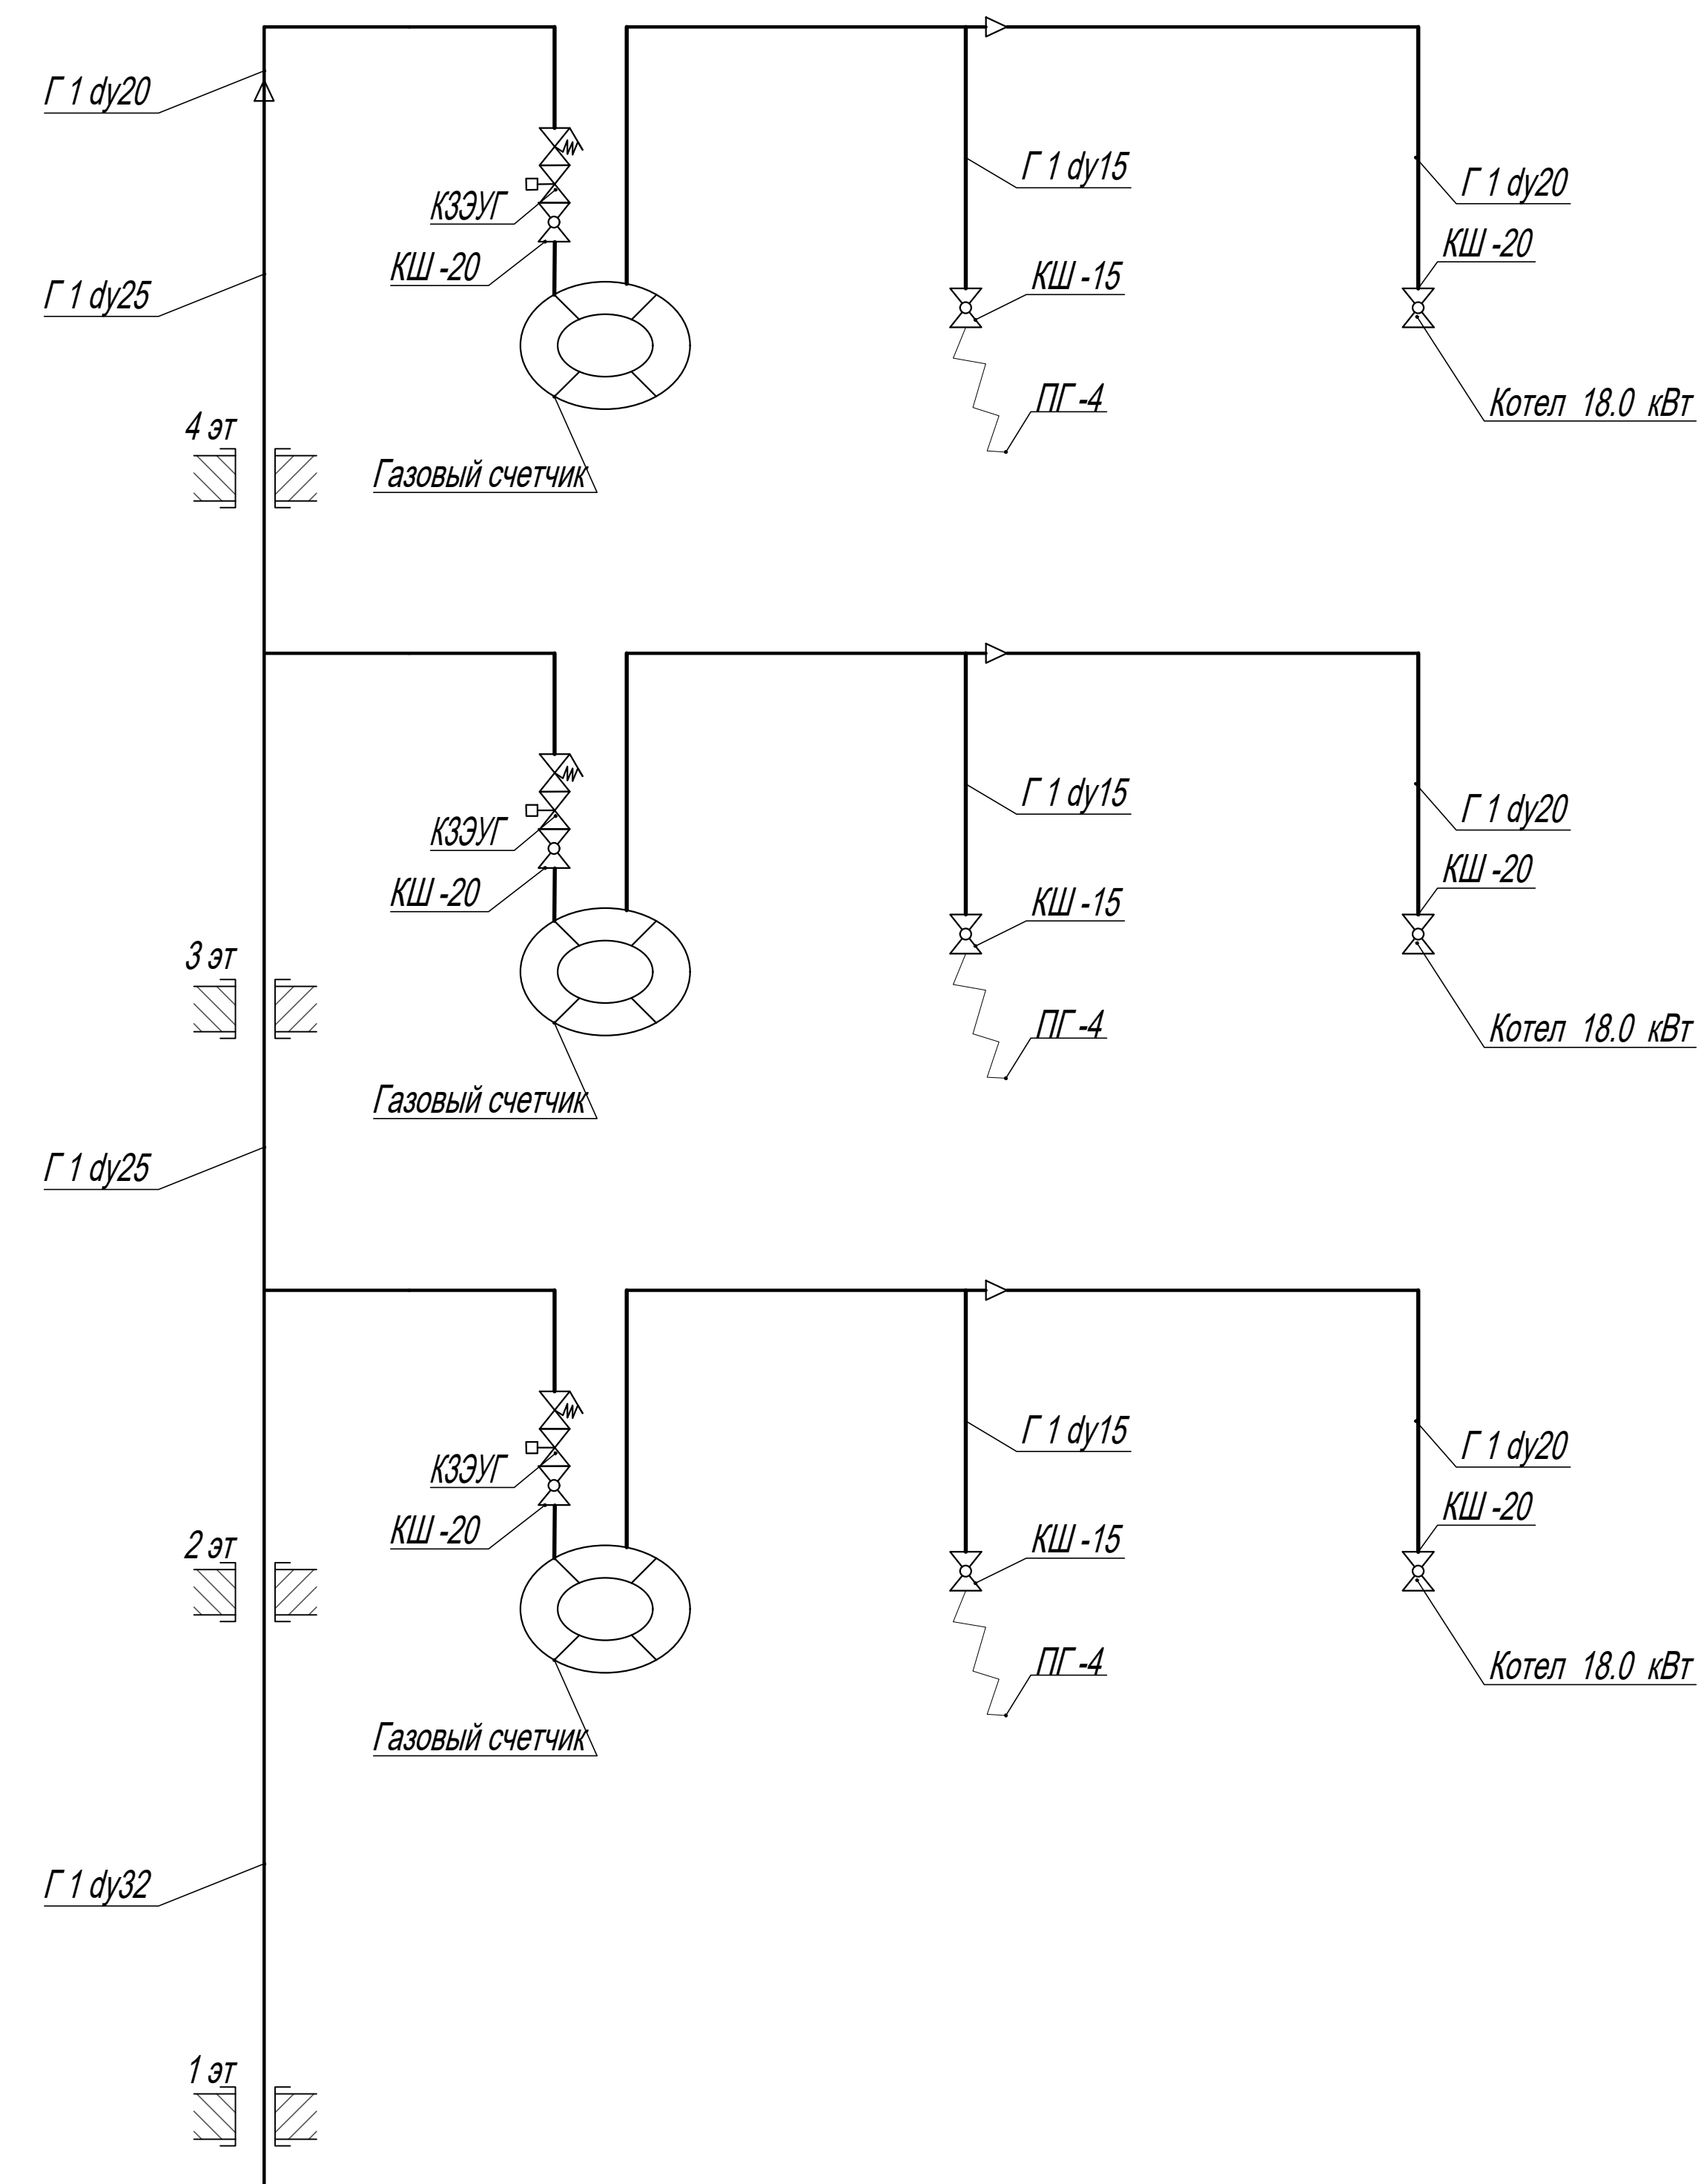 Г 1 dy20
Г 1 dy15
Г 1 dy20
КЗЭУГ
КШ -20
КШ -20
КШ -15
Г 1 dy25
ПГ -4
Котел 18.0 кВт
4 эт
Газовый счетчик
Г 1 dy15
Г 1 dy20
КЗЭУГ
КШ -20
КШ -20
КШ -15
3 эт
ПГ -4
Котел 18.0 кВт
Газовый счетчик
Г 1 dy25
Г 1 dy15
Г 1 dy20
КЗЭУГ
КШ -20
КШ -20
КШ -15
2 эт
ПГ -4
Котел 18.0 кВт
Газовый счетчик
Г 1 dy32
1 эт